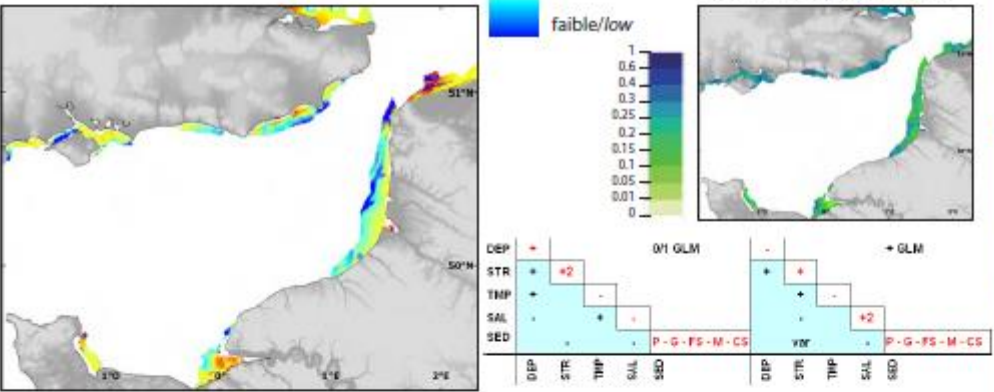 faible/low
1
0.6
0.4
0.3
0.25
0.2
0.15
0.1
0.05
0.01
0
51°N
50°N
1°O
0°
1°E
2°E
DEP + 0/1 GLM - + GLM
STR + +2 + +
TMP + - + -
SAL - + - - +2
SED - - P - G - FS - M - CS var - P - G - FS - M - CS
DEP STR TMP SAL SED DEP STR TMP SAL SED